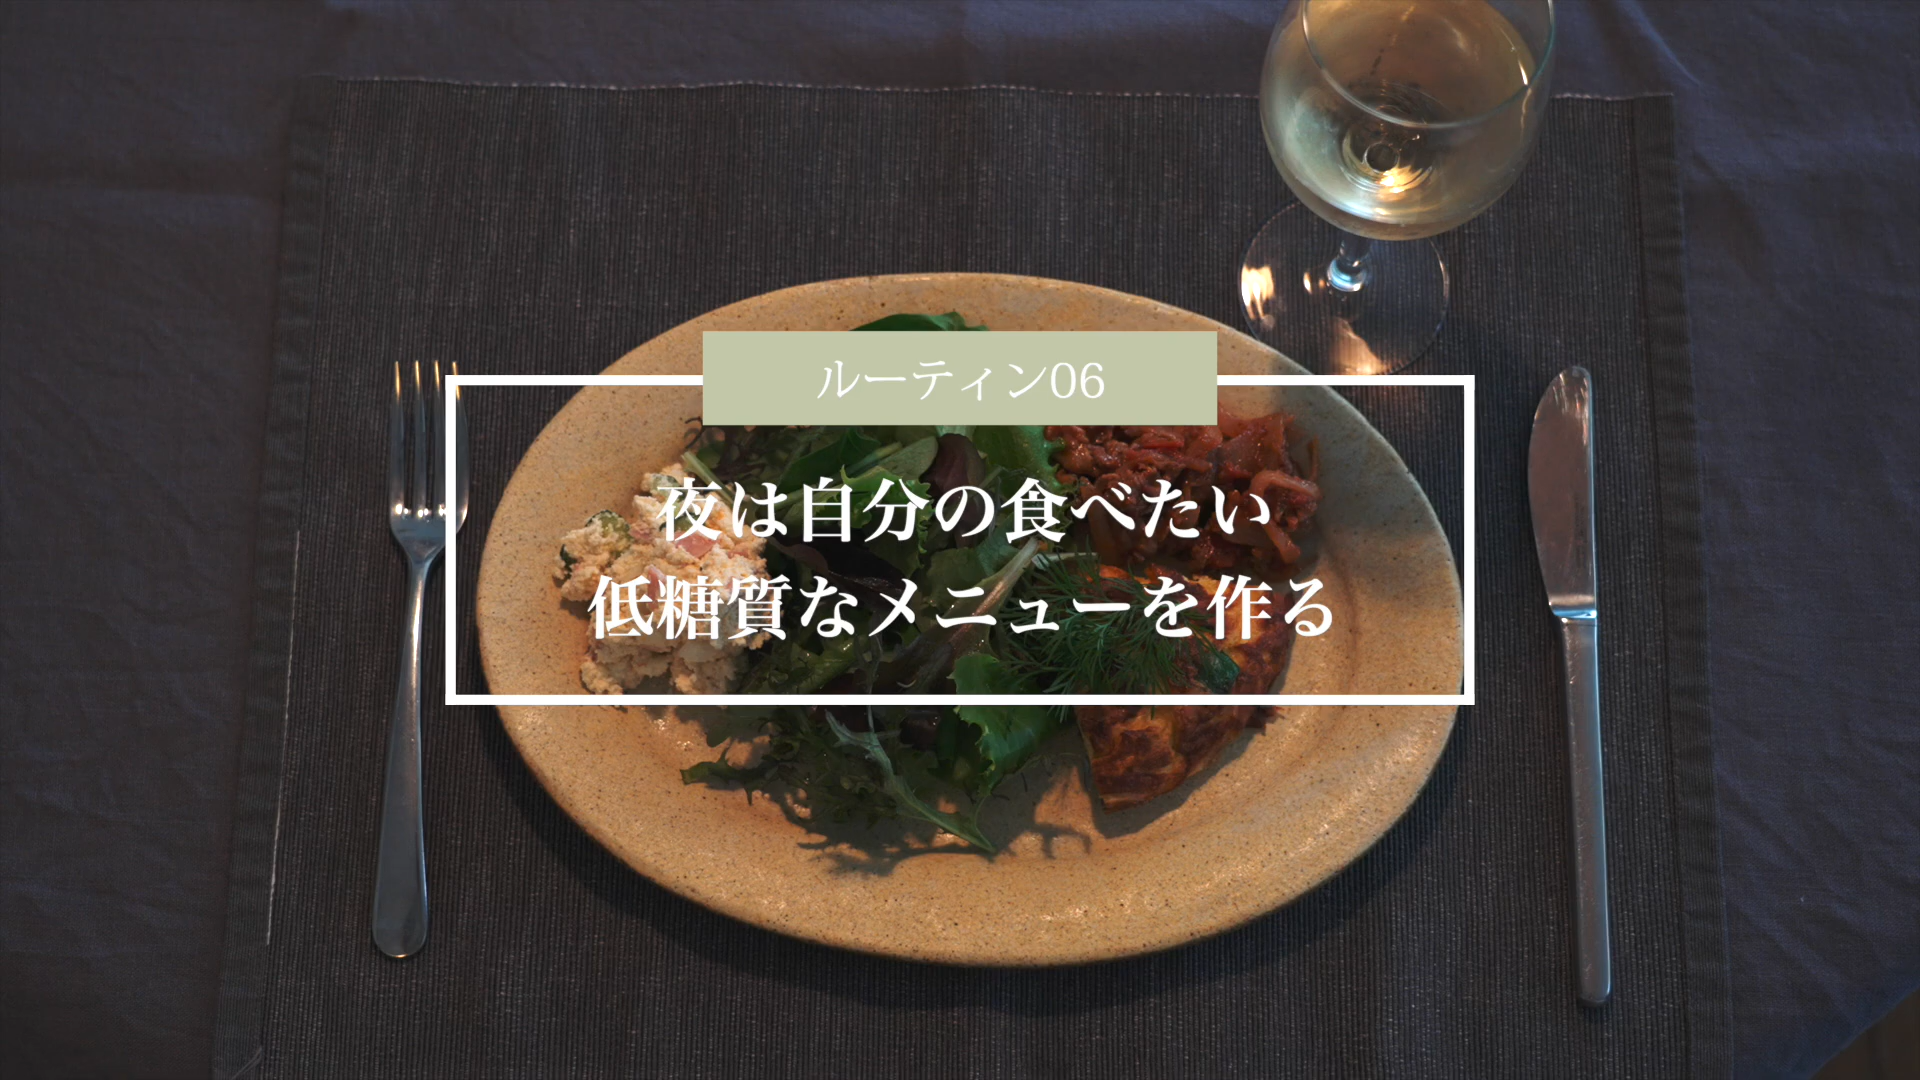 ルーティン06
夜は自分の食べたい
低糖質なメニューを作る